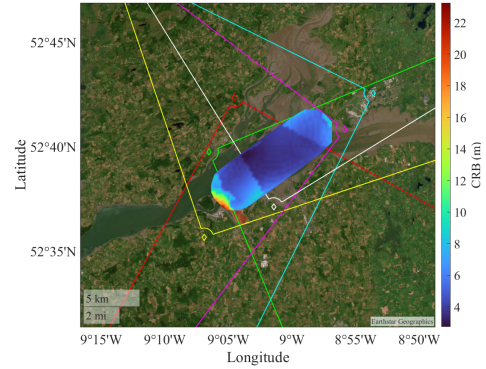 52°45'N
52°40'N
52°35'N
Latitude
5 km
2 mi
Earthstar Geographics
9°15'W 9°10'W 9°05'W 9°W 8°55'W 8°50'W
Longitude
22
20
18
16
14
12
10
8
6
4
CRB (m)